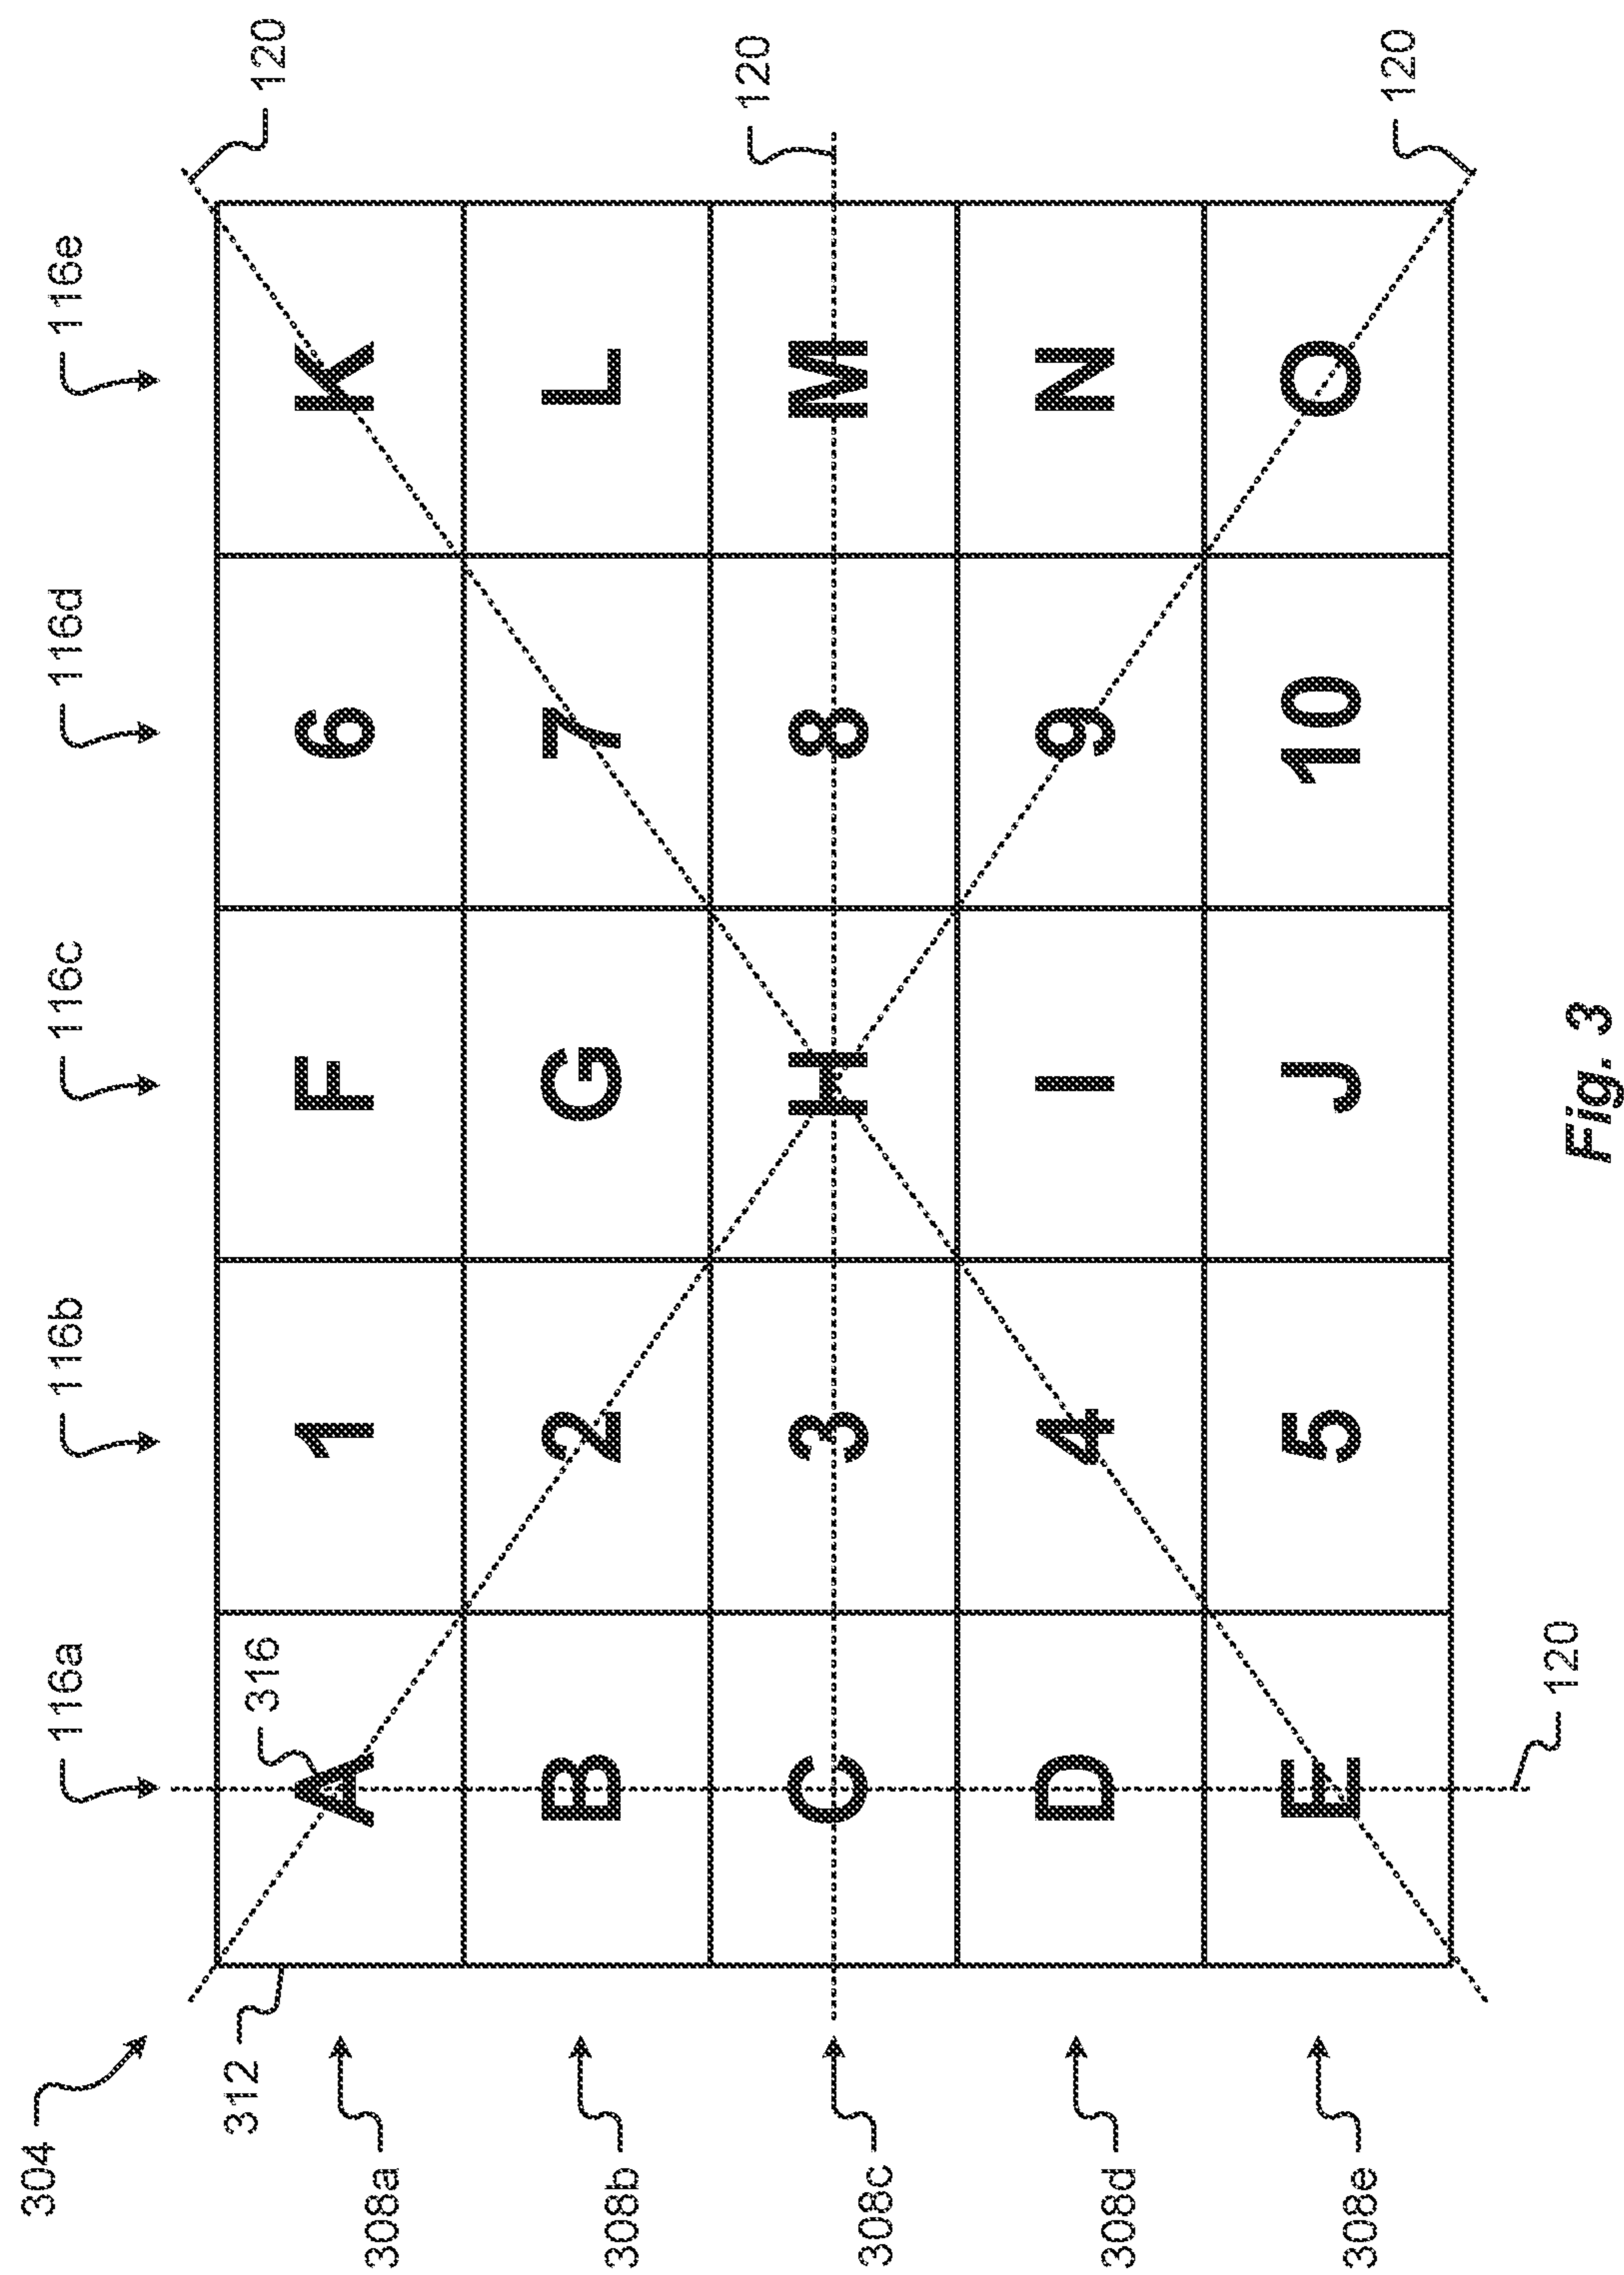 304
116a 116b 116c 116d 116e
312 316 120
308a A 1 F 6 K
308b B 2 G 7 L
120
308c C 3 H 8 M
308d D 4 I 9 N
308e E 5 J 10 O
120
120
Fig. 3